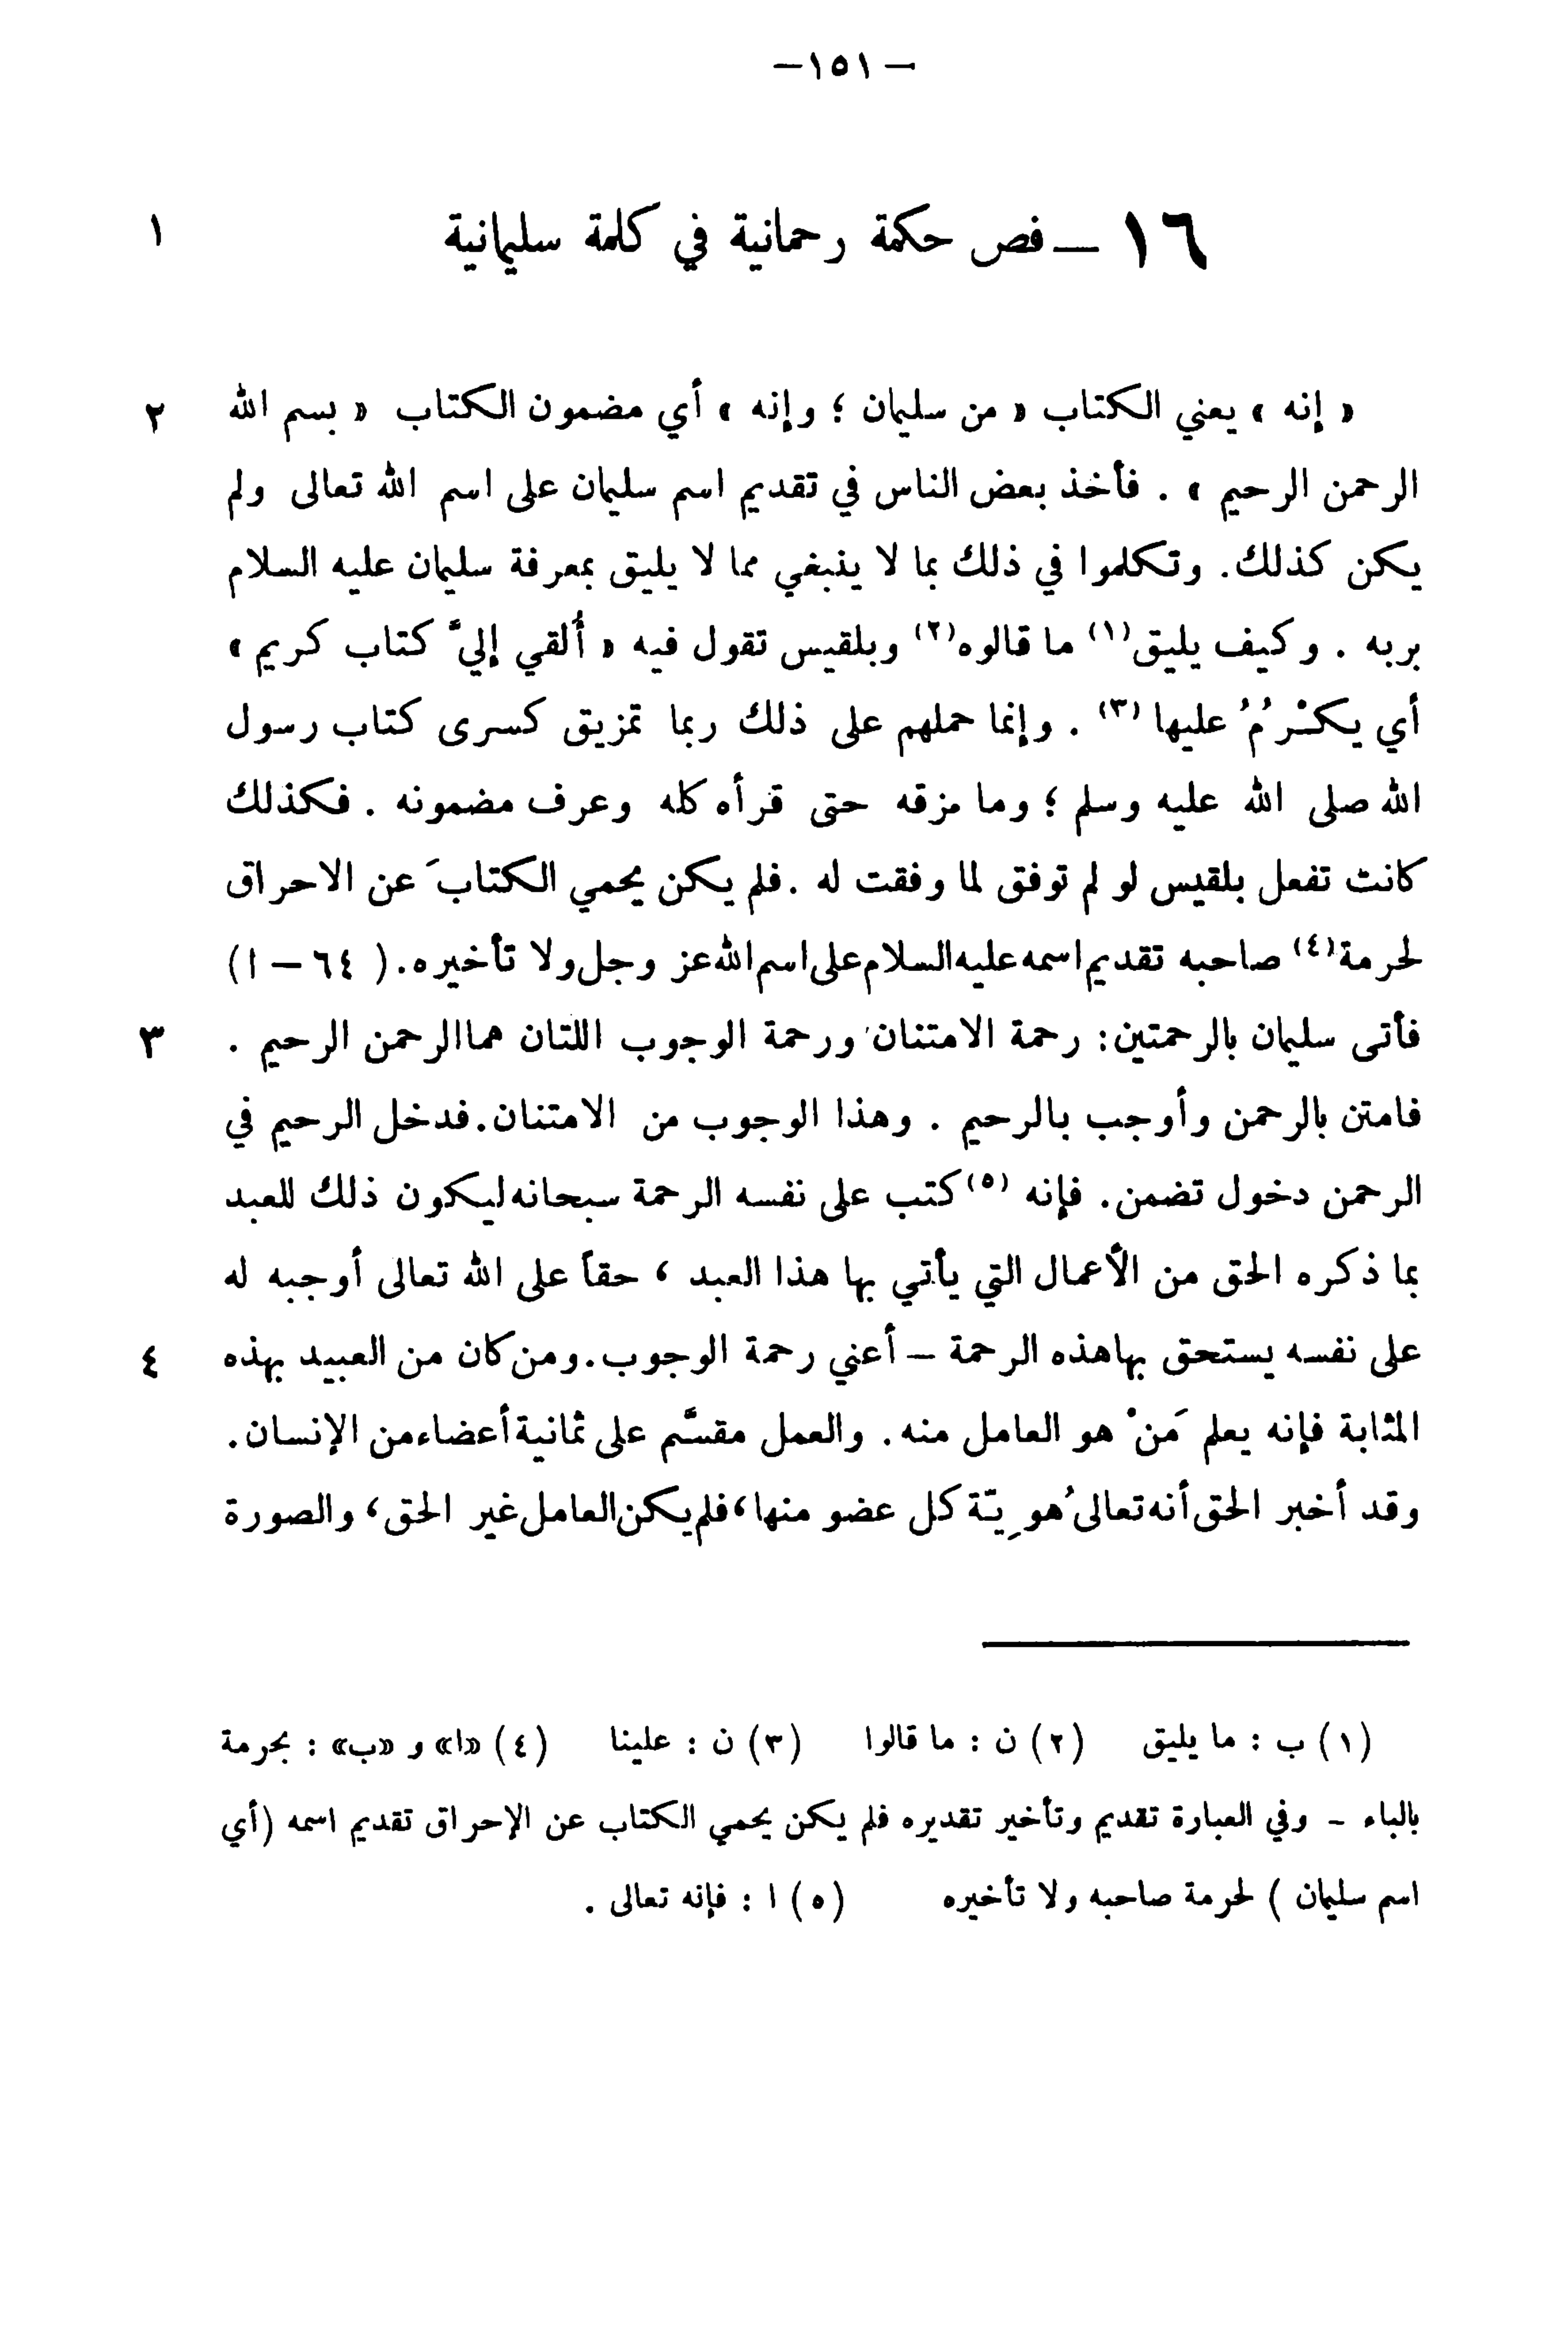 — ١٥١ —
١٦ — فص حكمة رحمانية في كلمة سليمانية ١
« إنه » يعني الكتاب « من سليمان ؛ وإنه » أي مضمون الكتاب « بسم الله ٢
الرحمن الرحيم » . فأخذ بعض الناس في تقديم اسم سليمان على اسم الله تعالى ولم
يكن كذلك. وتكلموا في ذلك بما لا ينبغي مما لا يليق بمعرفة سليمان عليه السلام
بربه . وكيف يليق(١) ما قالوه(٢) وبلقيس تقول فيه « أُلقي إليَّ كتاب كريم »
أي يكْرُمُ عليها (٣) . وإنما حملهم على ذلك ربما تمزيق كسرى كتاب رسول
الله صلى الله عليه وسلم ؛ وما مزقه حتى قرأه كله وعرف مضمونه . فكذلك
كانت تفعل بلقيس لو لم توفق لما وفقت له .فلم يكن يحمي الكتابَ عن الاحراق
لحرمة(٤) صاحبه تقديم اسمه عليه السلام على اسم الله عز وجل ولا تأخيره. ( ٦٤ – ا)
فأتى سليمان بالرحمتين: رحمة الامتنان ورحمة الوجوب اللتان هما الرحمن الرحيم . ٣
فامتن بالرحمن وأوجب بالرحيم . وهذا الوجوب من الامتنان.فدخل الرحيم في
الرحمن دخول تضمن. فإنه (٥) كتب على نفسه الرحمة سبحانه ليكون ذلك للعبد
بما ذكره الحق من الأعمال التي يأتي بها هذا العبد ، حقاً على الله تعالى أوجبه له
على نفسه يستحق بها هذه الرحمة – أعني رحمة الوجوب.ومن كان من العبيد بهذه ٤
المثابة فإنه يعلم مَنْ هو العامل منه. والعمل مقسَّم على ثمانية أعضاء من الإنسان.
وقد أخبر الحق أنه تعالى هُوِيّة كل عضو منها، فلم يكن العامل غير الحق، والصورة
(١) ب : ما يليق (٢) ن : ما قالوا (٣) ن : علينا (٤) «ا» و «ب» : بحرمة
بالباء – وفي العبارة تقديم وتأخير تقديره فلم يكن يحمي الكتاب عن الإحراق تقديم اسمه (أي
اسم سليمان ) لحرمة صاحبه ولا تأخيره (٥) ا : فإنه تعالى .